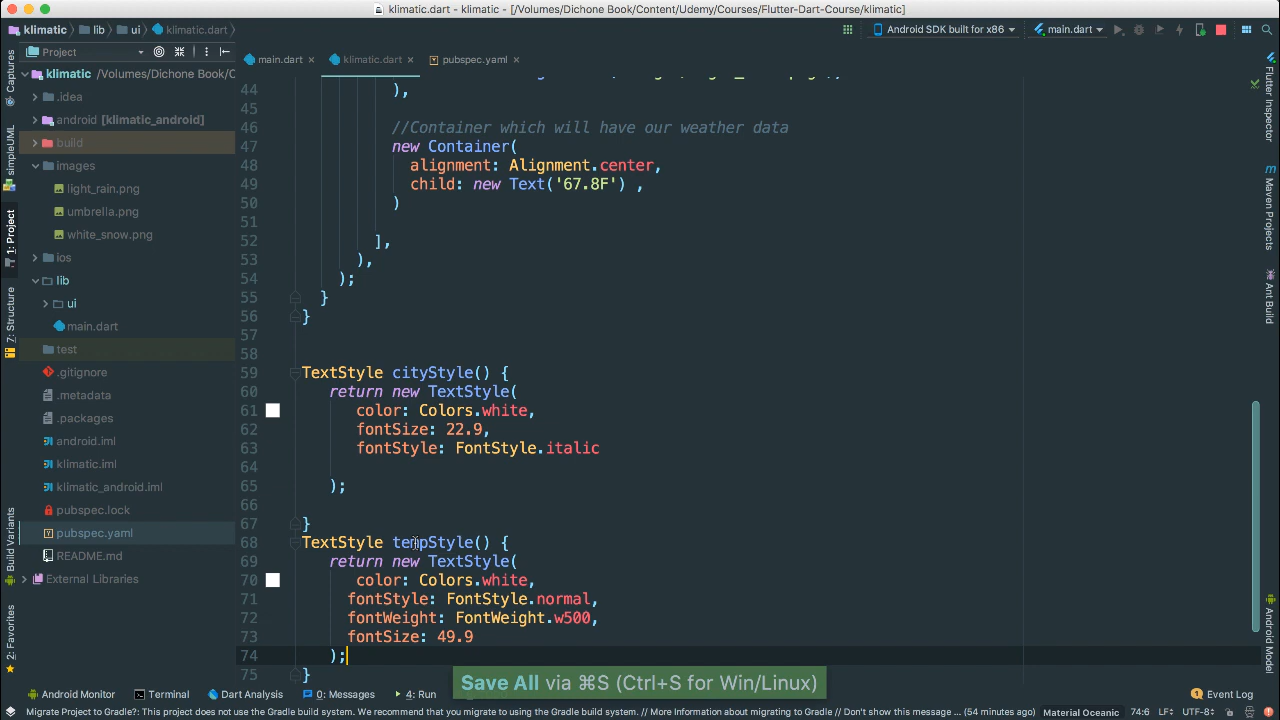 klimatic.dart - klimatic - [/Volumes/Dichone Book/Content/Udemy/Courses/Flutter-Dart-Course/klimatic]
klimatic lib ui klimatic.dart Android SDK built for x86 main.dart
Project main.dart × klimatic.dart × pubspec.yaml ×
klimatic /Volumes/Dichone Book/C
.idea
android [klimatic_android]
build
images
light_rain.png
umbrella.png
white_snow.png
ios
lib
ui
main.dart
test
.gitignore
.metadata
.packages
android.iml
klimatic.iml
klimatic_android.iml
pubspec.lock
pubspec.yaml
README.md
External Libraries
Captures
simpleUML
1: Project
7: Structure
Build Variants
2: Favorites
44 ),
45
46 //Container which will have our weather data
47 new Container(
48 alignment: Alignment.center,
49 child: new Text('67.8F') ,
50 )
51
52 ],
53 ),
54 );
55 }
56 }
57
58
59 TextStyle cityStyle() {
60 return new TextStyle(
61 color: Colors.white,
62 fontSize: 22.9,
63 fontStyle: FontStyle.italic
64
65 );
66
67 }
68 TextStyle tempStyle() {
69 return new TextStyle(
70 color: Colors.white,
71 fontStyle: FontStyle.normal,
72 fontWeight: FontWeight.w500,
73 fontSize: 49.9
74 );
75 }
Flutter Inspector
Maven Projects
Ant Build
Android Model
Save All via ⌘S (Ctrl+S for Win/Linux)
Android Monitor Terminal Dart Analysis 0: Messages 4: Run 1 Event Log
Migrate Project to Gradle?: This project does not use the Gradle build system. We recommend that you migrate to using the Gradle build system. // More Information about migrating to Gradle // Don't show this message ... (54 minutes ago) Material Oceanic 74:6 LF÷ UTF-8÷